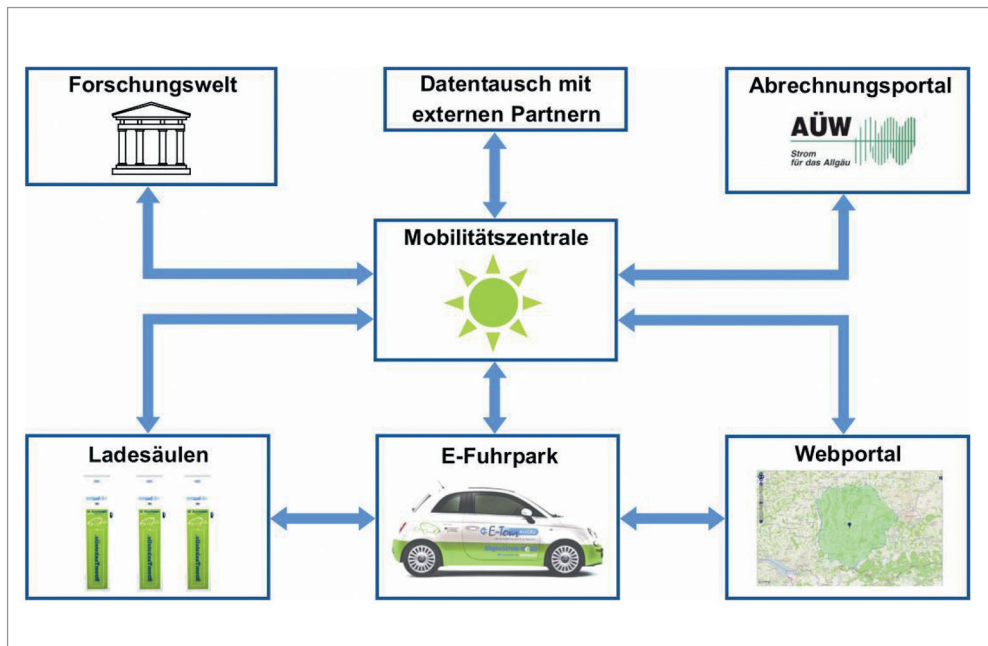 Forschungswelt
Datentausch mit
externen Partnern
Abrechnungsportal
AÜW
Strom
für das Allgäu
Mobilitätszentrale
Ladesäulen
E-Fuhrpark
Webportal